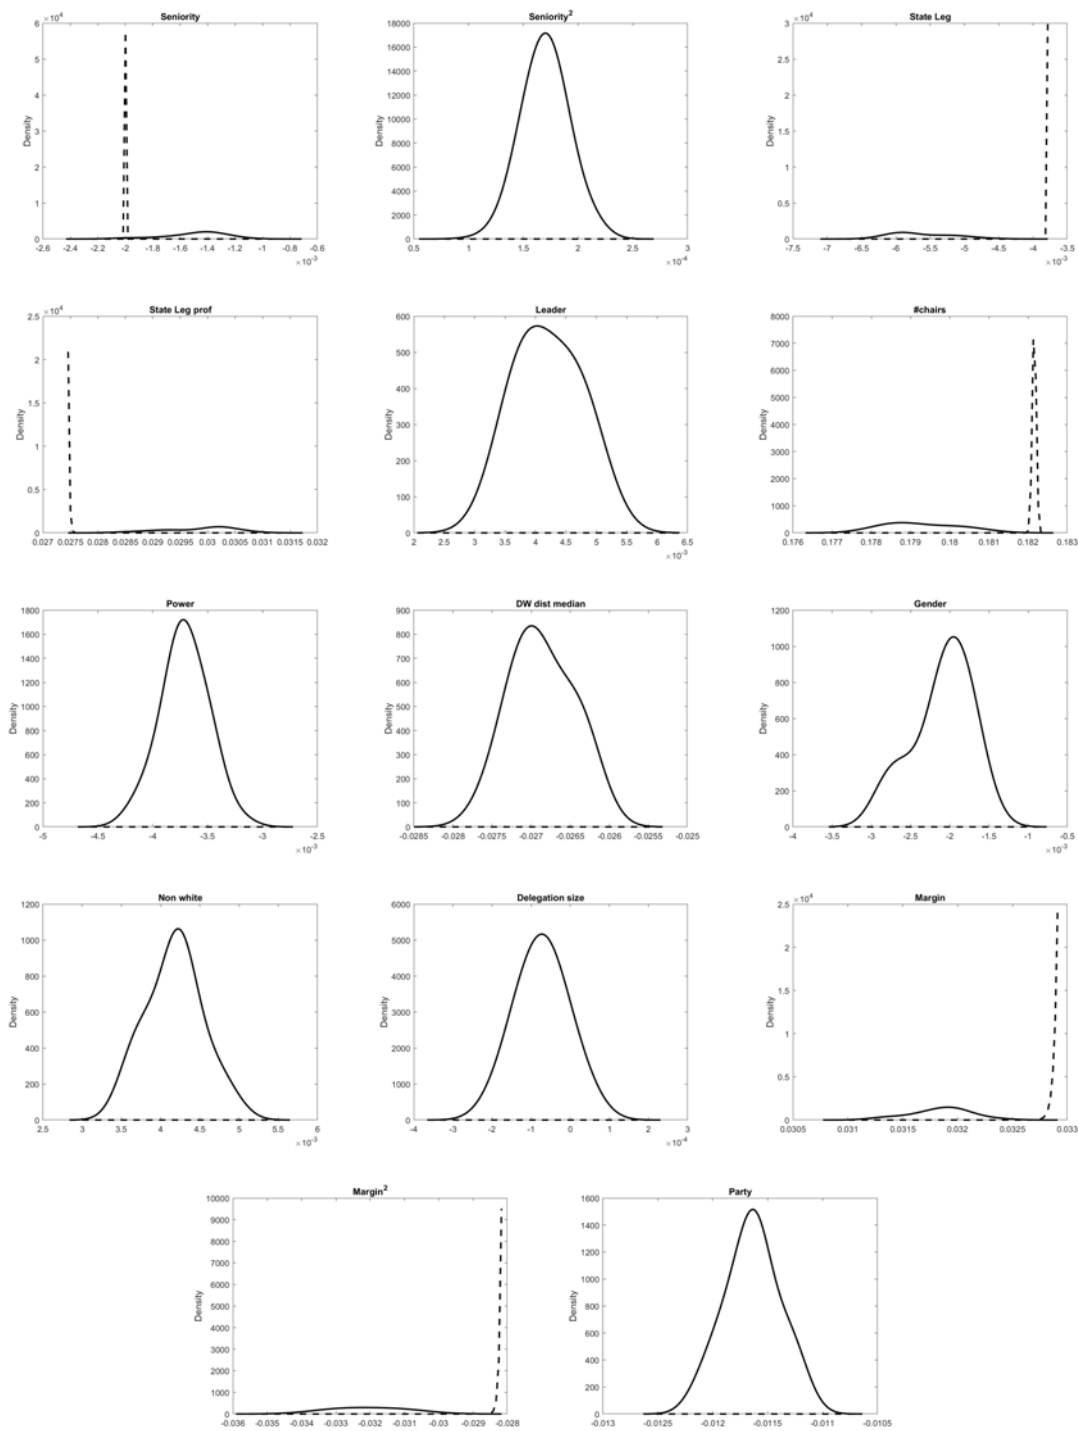 Seniority
×10⁴
6
5
4
3
2
1
0
Density
-2.6 -2.4 -2.2 -1.8 -1.6 -1.4 -1 -0.8 -0.6
×10⁻³
Seniority²
18000
16000
14000
12000
10000
8000
6000
4000
2000
0
Density
0.5 1 1.5 2 2.5 3
×10⁻⁴
State Leg
×10⁴
3
2.5
2
1.5
1
0.5
0
Density
-7.5 -7 -6.5 -6 -5.5 -5 -4.5 -4 -3.5
×10⁻³
State Leg prof
×10⁴
2.5
2
1.5
1
0.5
0
Density
0.027 0.0275 0.028 0.0285 0.029 0.0295 0.03 0.0305 0.031 0.0315 0.032
Leader
600
500
400
300
200
100
0
Density
2 2.5 3 3.5 4 4.5 5 5.5 6 6.5
×10⁻³
#chairs
8000
7000
6000
5000
4000
3000
2000
1000
0
Density
0.176 0.177 0.178 0.179 0.18 0.181 0.182 0.183
Power
1800
1600
1400
1200
1000
800
600
400
200
0
Density
-5 -4.5 -4 -3.5 -3 -2.5
×10⁻³
DW dist median
900
800
700
600
500
400
300
200
100
0
Density
-0.0285 -0.028 -0.0275 -0.027 -0.0265 -0.026 -0.0255 -0.025
Gender
1200
1000
800
600
400
200
0
Density
-4 -3.5 -3 -2.5 -2 -1.5 -1 -0.5
×10⁻³
Non white
1200
1000
800
600
400
200
0
Density
2.5 3 3.5 4 4.5 5 5.5 6
×10⁻³
Delegation size
6000
5000
4000
3000
2000
1000
0
Density
-4 -3 -2 -1 0 1 2 3
×10⁻⁴
Margin
×10⁴
2.5
2
1.5
1
0.5
0
Density
0.0305 0.031 0.0315 0.032 0.0325 0.033
Margin²
10000
9000
8000
7000
6000
5000
4000
3000
2000
1000
0
Density
-0.036 -0.035 -0.034 -0.033 -0.032 -0.031 -0.03 -0.029 -0.028
Party
1600
1400
1200
1000
800
600
400
200
0
Density
-0.013 -0.0125 -0.012 -0.0115 -0.011 -0.0105